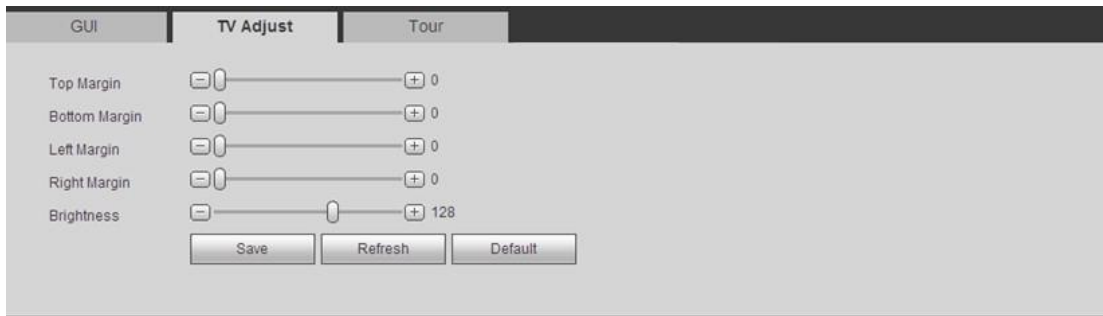 GUI TV Adjust Tour
Top Margin 0
Bottom Margin 0
Left Margin 0
Right Margin 0
Brightness 128
Save Refresh Default